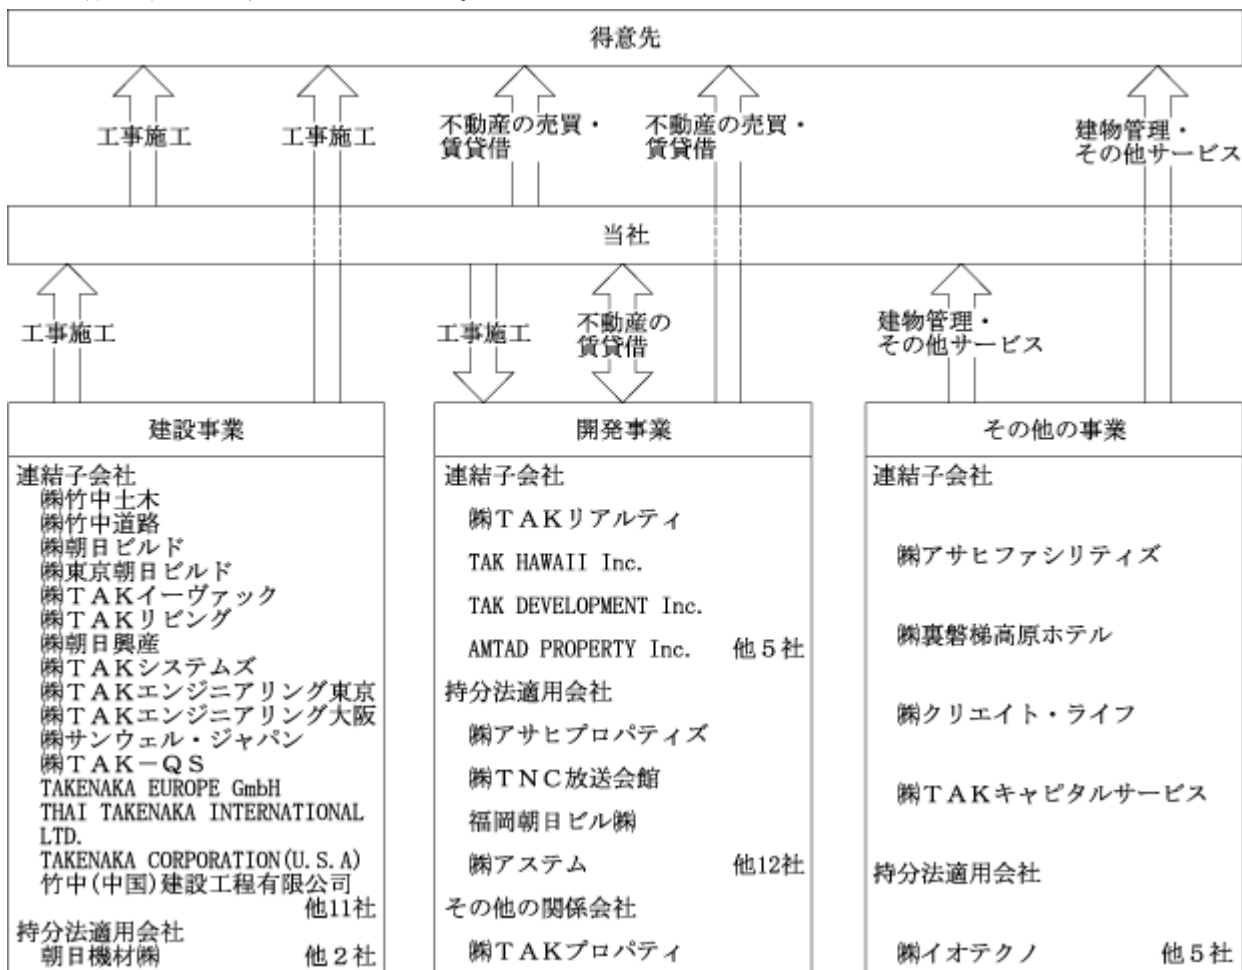 得意先
工事施工
工事施工
不動産の売買・
賃貸借
不動産の売買・
賃貸借
建物管理・
その他サービス
当社
工事施工
工事施工
不動産の
賃貸借
建物管理・
その他サービス
建設事業
連結子会社
㈱竹中土木
㈱竹中道路
㈱朝日ビルド
㈱東京朝日ビルド
㈱ＴＡＫイーヴァック
㈱ＴＡＫリビング
㈱朝日興産
㈱ＴＡＫシステムズ
㈱ＴＡＫエンジニアリング東京
㈱ＴＡＫエンジニアリング大阪
㈱サンウェル・ジャパン
㈱ＴＡＫ－ＱＳ
TAKENAKA EUROPE GmbH
THAI TAKENAKA INTERNATIONAL
LTD.
TAKENAKA CORPORATION(U.S.A)
竹中(中国)建設工程有限公司
他11社
持分法適用会社
朝日機材㈱　他２社
開発事業
連結子会社
㈱ＴＡＫリアルティ
TAK HAWAII Inc.
TAK DEVELOPMENT Inc.
AMTAD PROPERTY Inc.　他５社
持分法適用会社
㈱アサヒプロパティズ
㈱ＴＮＣ放送会館
福岡朝日ビル㈱
㈱アステム　他12社
その他の関係会社
㈱ＴＡＫプロパティ
その他の事業
連結子会社
㈱アサヒファシリティズ
㈱裏磐梯高原ホテル
㈱クリエイト・ライフ
㈱ＴＡＫキャピタルサービス
持分法適用会社
㈱イオテクノ　他５社